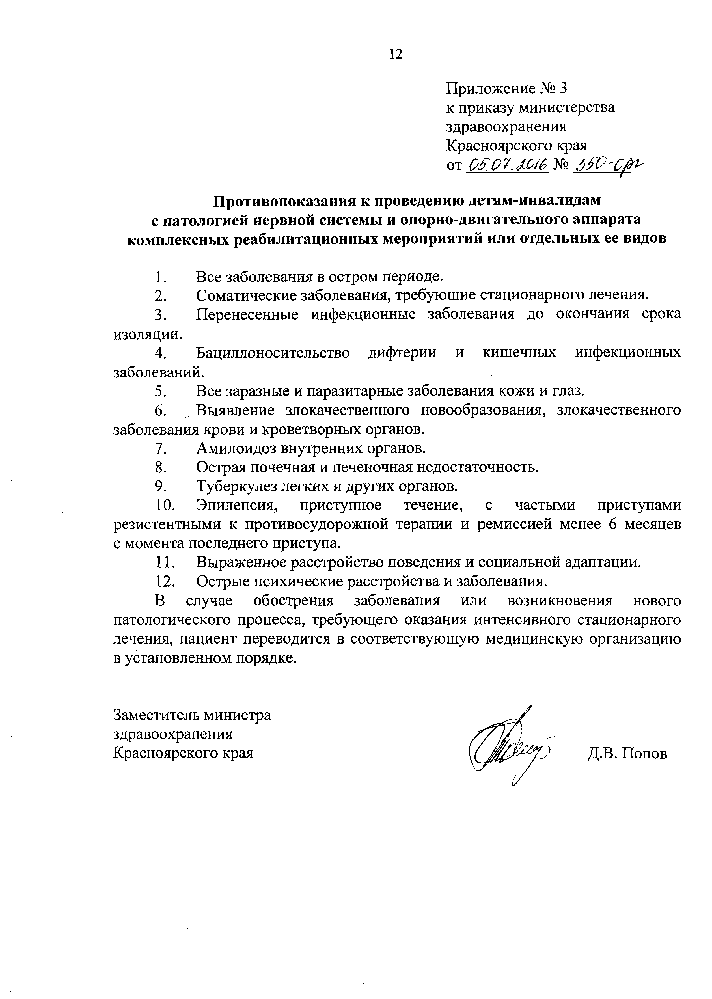 12
Приложение № 3
к приказу министерства
здравоохранения
Красноярского края
от 05.07.2016 № 350-орг
Противопоказания к проведению детям-инвалидам
с патологией нервной системы и опорно-двигательного аппарата
комплексных реабилитационных мероприятий или отдельных ее видов
1. Все заболевания в остром периоде.
2. Соматические заболевания, требующие стационарного лечения.
3. Перенесенные инфекционные заболевания до окончания срока
изоляции.
4. Бациллоносительство дифтерии и кишечных инфекционных
заболеваний.
5. Все заразные и паразитарные заболевания кожи и глаз.
6. Выявление злокачественного новообразования, злокачественного
заболевания крови и кроветворных органов.
7. Амилоидоз внутренних органов.
8. Острая почечная и печеночная недостаточность.
9. Туберкулез легких и других органов.
10. Эпилепсия, приступное течение, с частыми приступами
резистентными к противосудорожной терапии и ремиссией менее 6 месяцев
с момента последнего приступа.
11. Выраженное расстройство поведения и социальной адаптации.
12. Острые психические расстройства и заболевания.
В случае обострения заболевания или возникновения нового
патологического процесса, требующего оказания интенсивного стационарного
лечения, пациент переводится в соответствующую медицинскую организацию
в установленном порядке.
Заместитель министра
здравоохранения
Красноярского края
Д.В. Попов